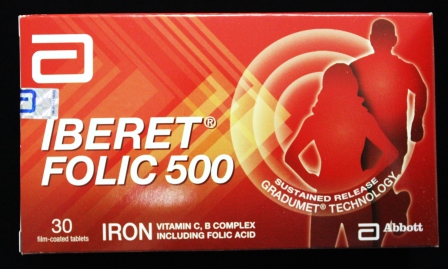 IBERET®
FOLIC 500
SUSTAINED RELEASE
GRADUMET® TECHNOLOGY
30
film-coated tablets
IRON VITAMIN C, B COMPLEX
INCLUDING FOLIC ACID
Abbott